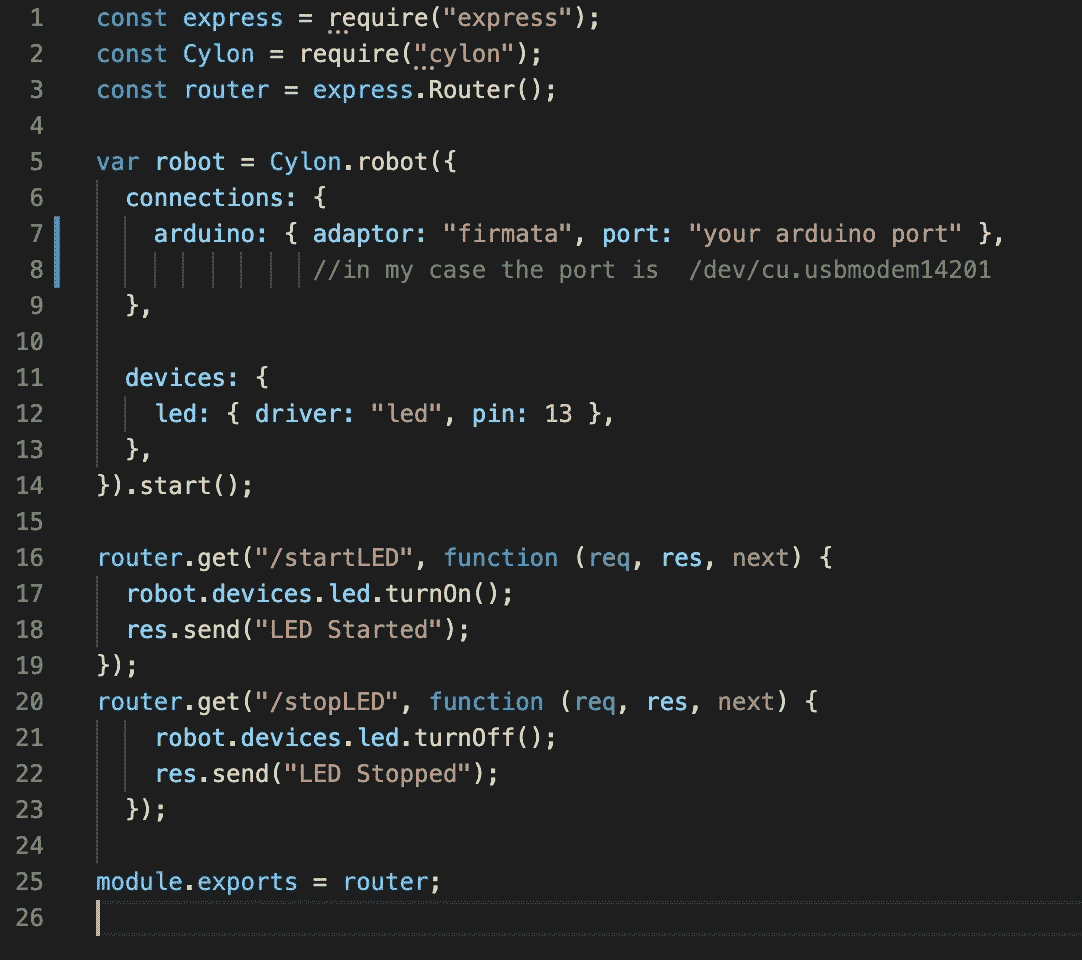 1 const express = require("express");
2 const Cylon = require("cylon");
3 const router = express.Router();
4
5 var robot = Cylon.robot({
6   connections: {
7     arduino: { adaptor: "firmata", port: "your arduino port" },
8                //in my case the port is  /dev/cu.usbmodem14201
9   },
10
11   devices: {
12     led: { driver: "led", pin: 13 },
13   },
14 }).start();
15
16 router.get("/startLED", function (req, res, next) {
17   robot.devices.led.turnOn();
18   res.send("LED Started");
19 });
20 router.get("/stopLED", function (req, res, next) {
21     robot.devices.led.turnOff();
22     res.send("LED Stopped");
23   });
24
25 module.exports = router;
26